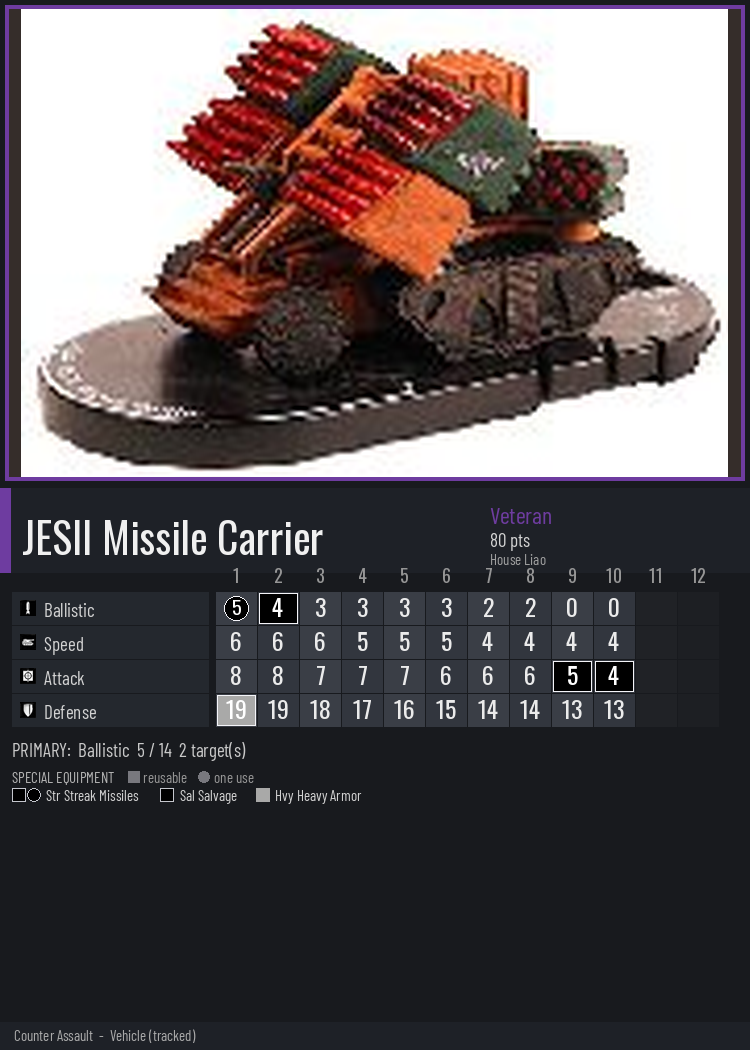 JESII Missile Carrier
Veteran
80 pts
House Liao
1 2 3 4 5 6 7 8 9 10 11 12
Ballistic 5 4 3 3 3 3 2 2 0 0
Speed 6 6 6 5 5 5 4 4 4 4
Attack 8 8 7 7 7 6 6 6 5 4
Defense 19 19 18 17 16 15 14 14 13 13
PRIMARY: Ballistic 5 / 14 2 target(s)
SPECIAL EQUIPMENT reusable one use
Str Streak Missiles Sal Salvage Hvy Heavy Armor
Counter Assault - Vehicle (tracked)